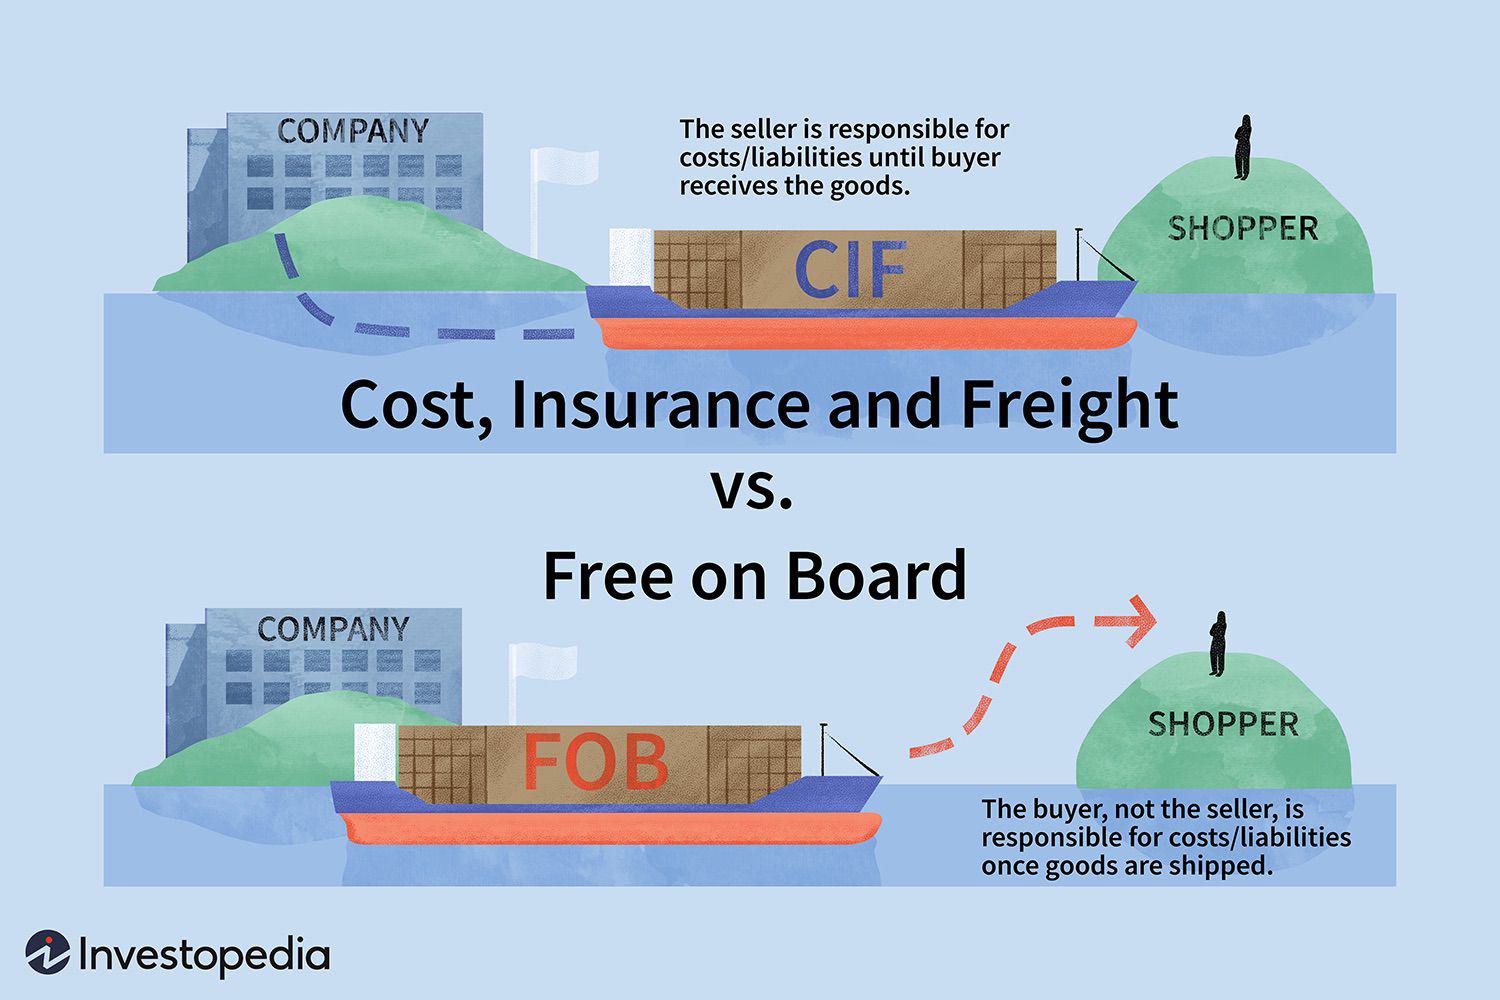 COMPANY
The seller is responsible for
costs/liabilities until buyer
receives the goods.
SHOPPER
CIF
Cost, Insurance and Freight
vs.
Free on Board
COMPANY
SHOPPER
FOB
The buyer, not the seller, is
responsible for costs/liabilities
once goods are shipped.
Investopedia